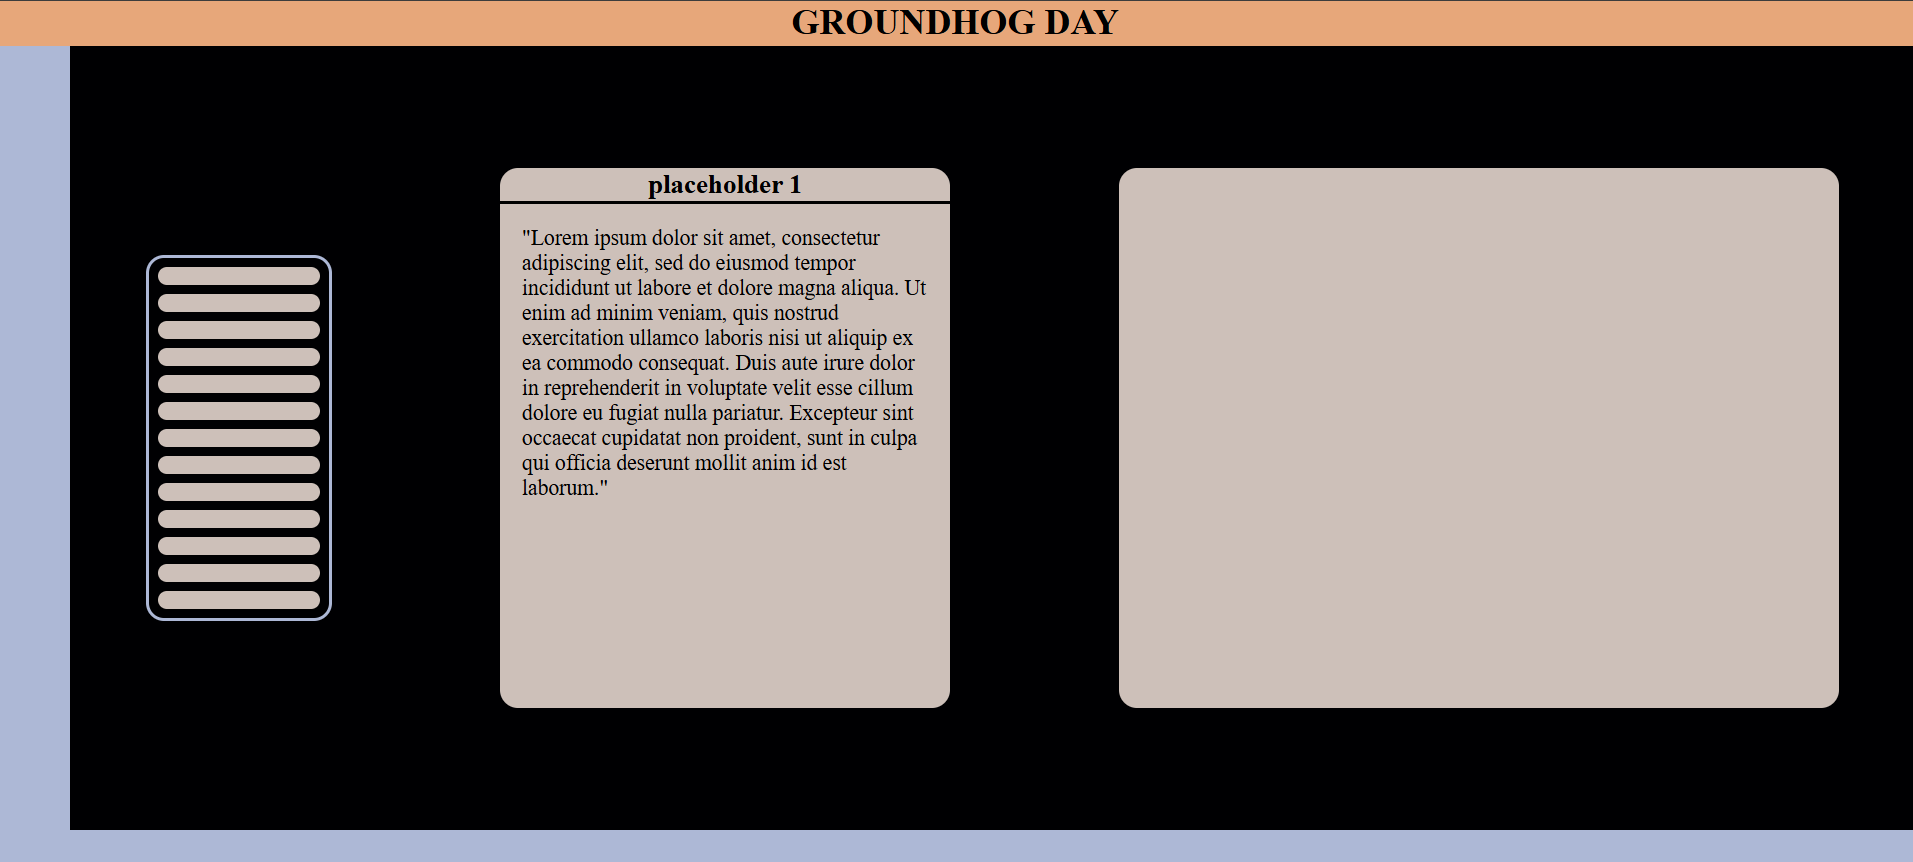 GROUNDHOG DAY
placeholder 1
"Lorem ipsum dolor sit amet, consectetur
adipiscing elit, sed do eiusmod tempor
incididunt ut labore et dolore magna aliqua. Ut
enim ad minim veniam, quis nostrud
exercitation ullamco laboris nisi ut aliquip ex
ea commodo consequat. Duis aute irure dolor
in reprehenderit in voluptate velit esse cillum
dolore eu fugiat nulla pariatur. Excepteur sint
occaecat cupidatat non proident, sunt in culpa
qui officia deserunt mollit anim id est
laborum."